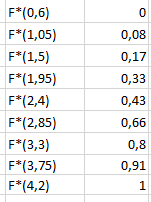 F*(0,6) 0
F*(1,05) 0,08
F*(1,5) 0,17
F*(1,95) 0,33
F*(2,4) 0,43
F*(2,85) 0,66
F*(3,3) 0,8
F*(3,75) 0,91
F*(4,2) 1